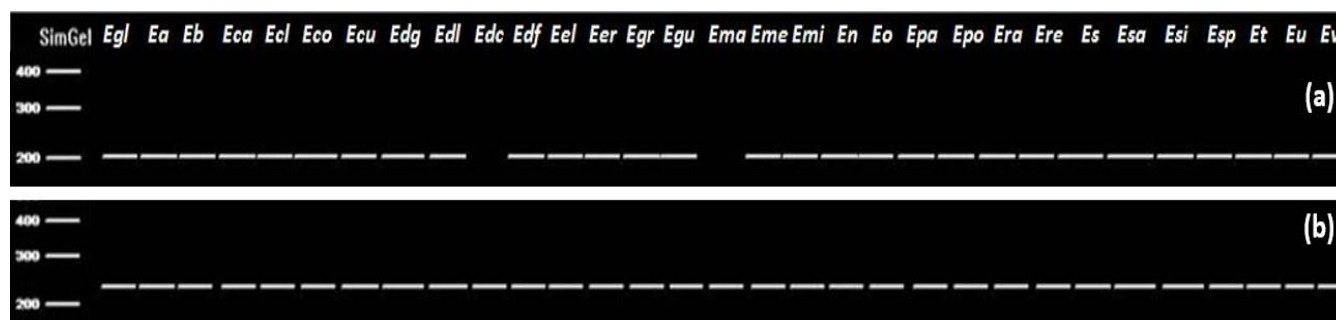 SimGel Egl Ea Eb Eca Ecl Eco Ecu Edg Edl Edc Edf Eel Eer Egr Egu Ema Eme Emi En Eo Epa Epo Era Ere Es Esa Esi Esp Et Eu Ev
400
(a)
300
200
400
(b)
300
200